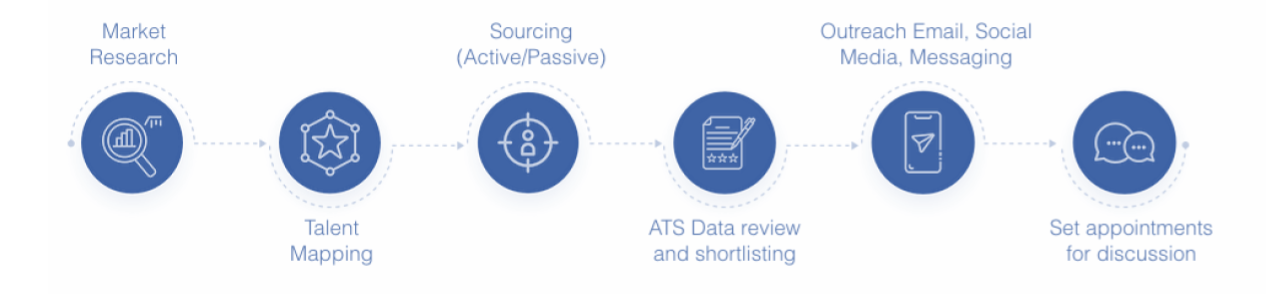 Market
Research
Talent
Mapping
Sourcing
(Active/Passive)
ATS Data review
and shortlisting
Outreach Email, Social
Media, Messaging
Set appointments
for discussion